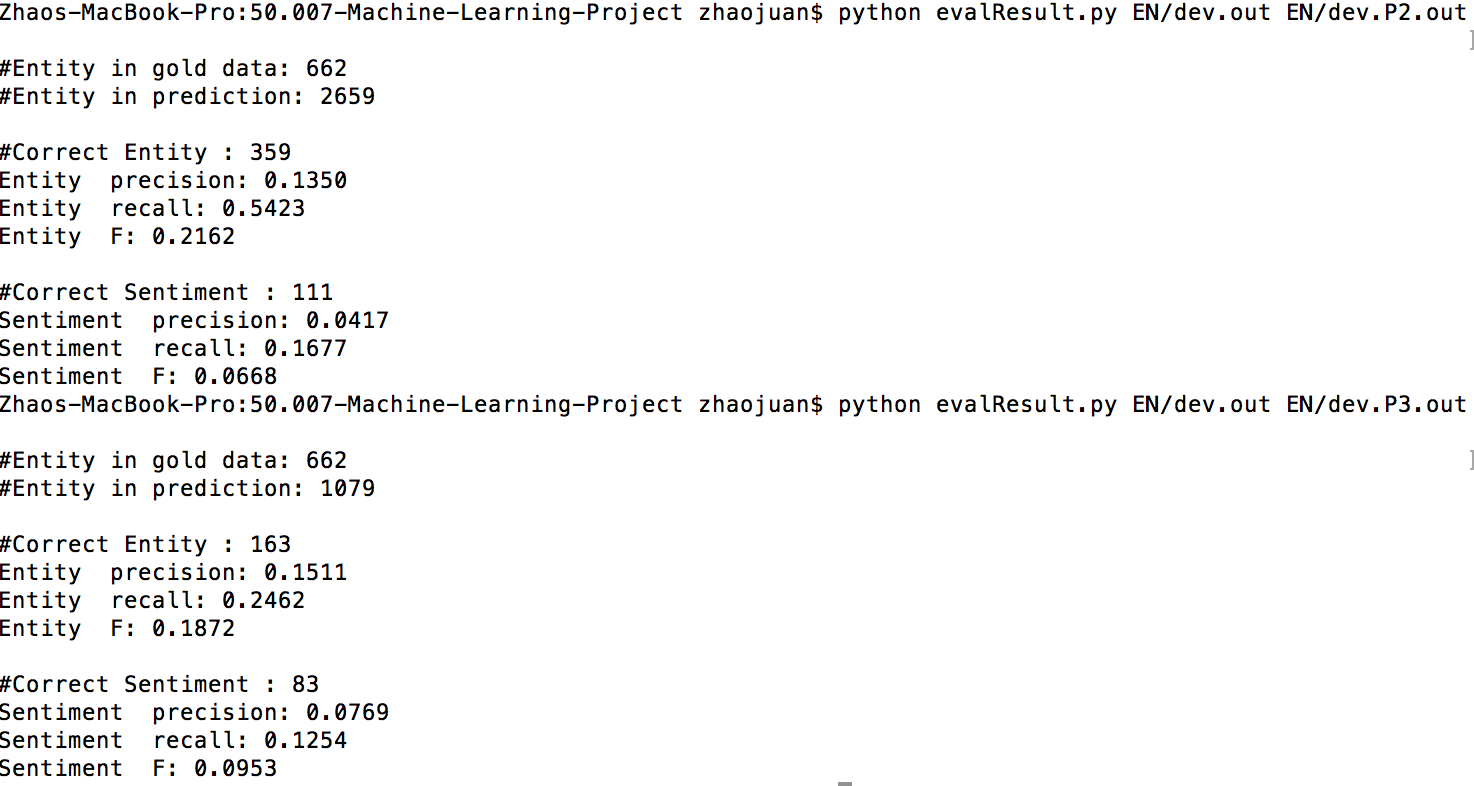 Zhaos-MacBook-Pro:50.007-Machine-Learning-Project zhaojuan$ python evalResult.py EN/dev.out EN/dev.P2.out
]
#Entity in gold data: 662
#Entity in prediction: 2659
#Correct Entity : 359
Entity  precision: 0.1350
Entity  recall: 0.5423
Entity  F: 0.2162
#Correct Sentiment : 111
Sentiment  precision: 0.0417
Sentiment  recall: 0.1677
Sentiment  F: 0.0668
Zhaos-MacBook-Pro:50.007-Machine-Learning-Project zhaojuan$ python evalResult.py EN/dev.out EN/dev.P3.out
#Entity in gold data: 662
]
#Entity in prediction: 1079
#Correct Entity : 163
Entity  precision: 0.1511
Entity  recall: 0.2462
Entity  F: 0.1872
#Correct Sentiment : 83
Sentiment  precision: 0.0769
Sentiment  recall: 0.1254
Sentiment  F: 0.0953